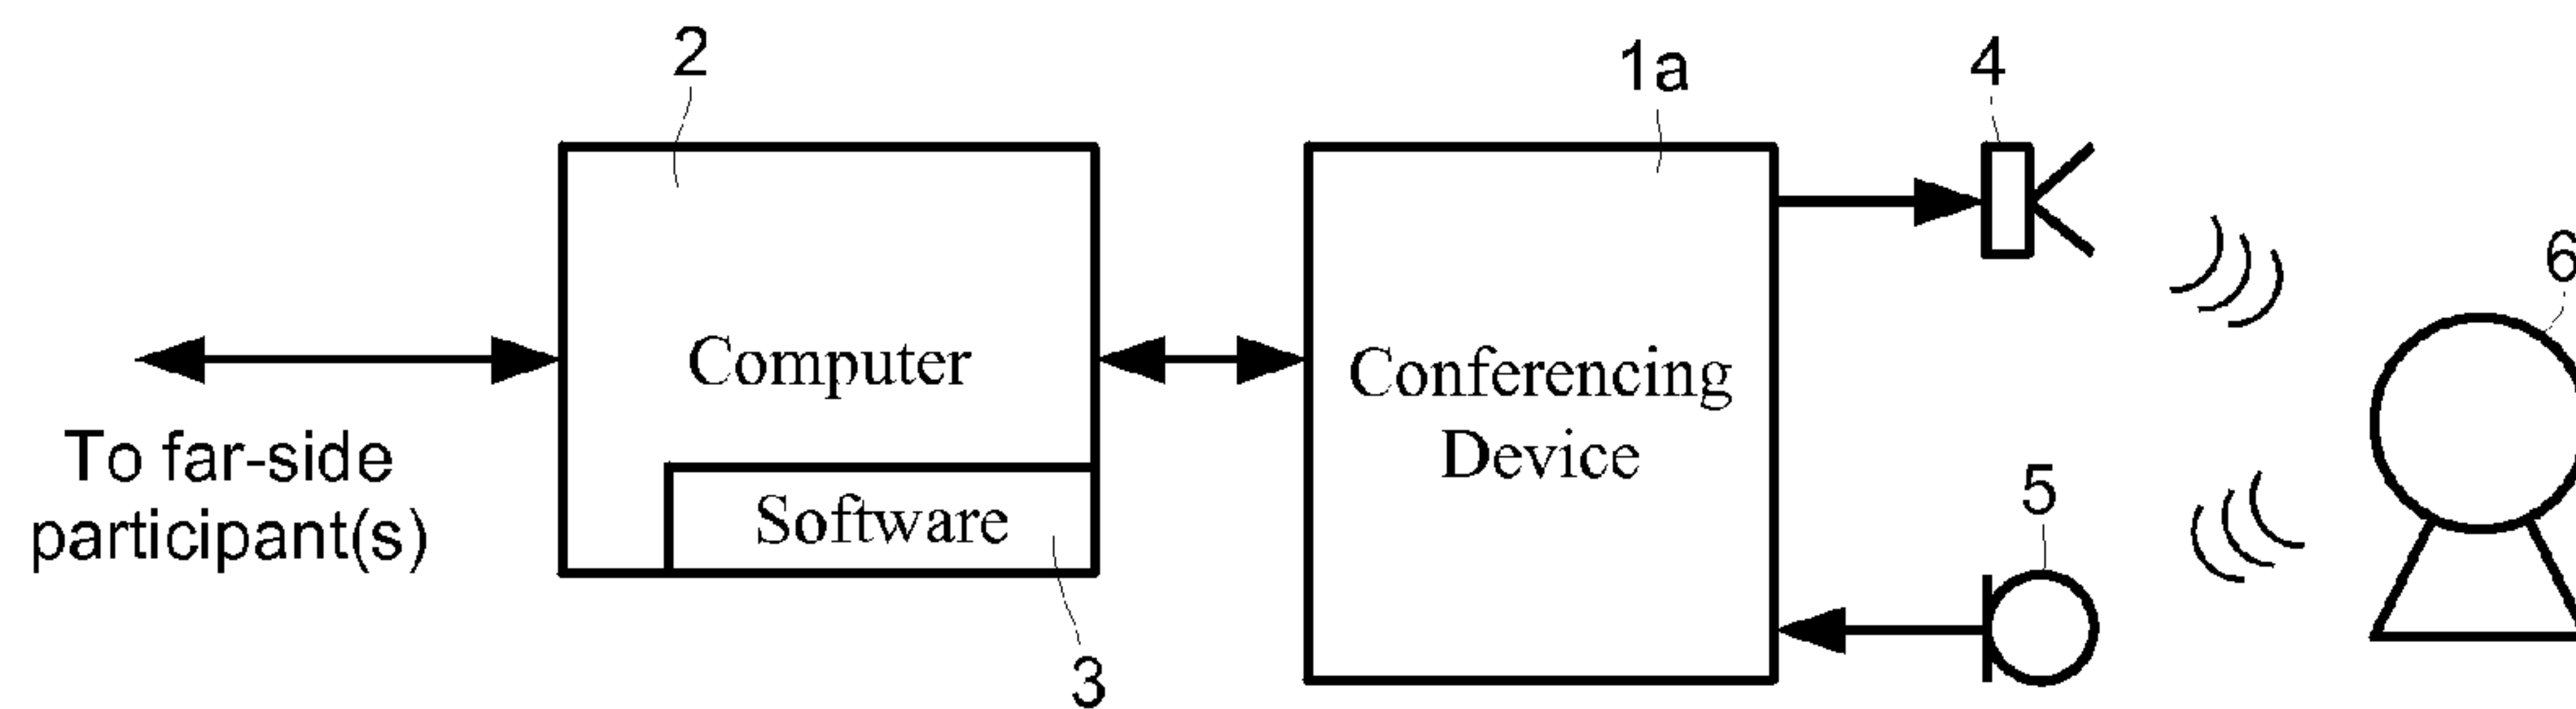 2
1a
4
6
Computer
Conferencing
Device
To far-side
participant(s)
Software
5
3